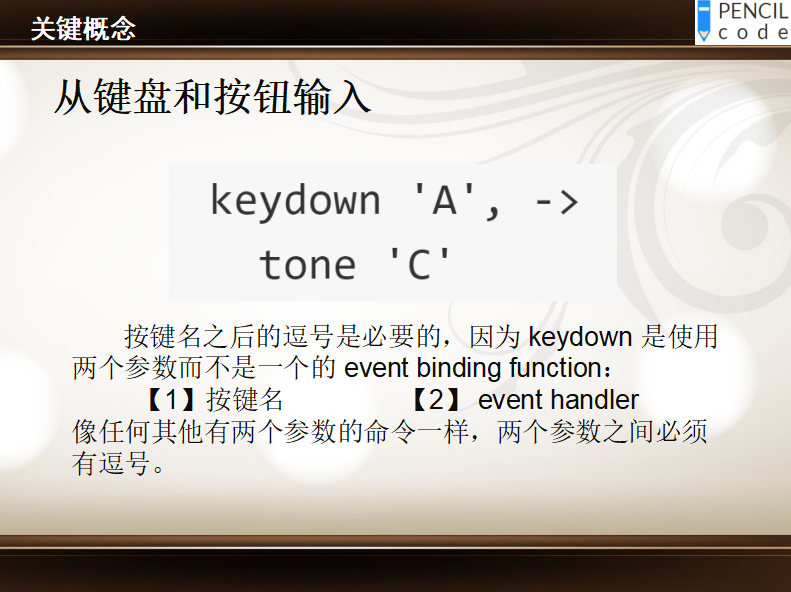 关键概念
PENCIL
code
从键盘和按钮输入
keydown 'A', ->
tone 'C'
按键名之后的逗号是必要的，因为 keydown 是使用
两个参数而不是一个的 event binding function：
【1】按键名 【2】 event handler
像任何其他有两个参数的命令一样，两个参数之间必须
有逗号。